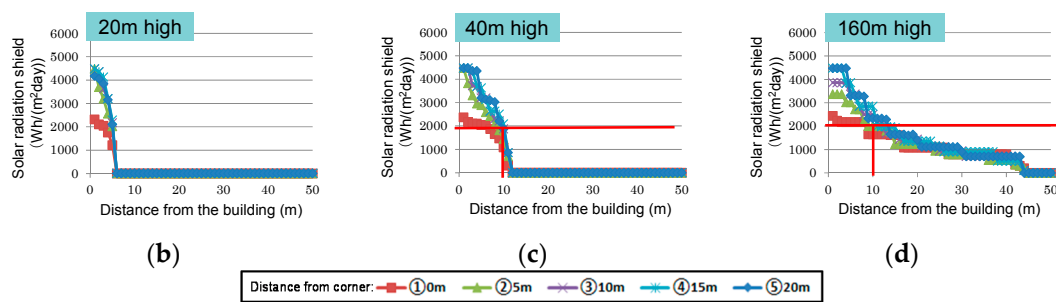 20m high
Solar radiation shield
(Wh/(m²day))
6000
5000
4000
3000
2000
1000
0
0 10 20 30 40 50
Distance from the building (m)
(b)
40m high
Solar radiation shield
(Wh/(m²day))
6000
5000
4000
3000
2000
1000
0
0 10 20 30 40 50
Distance from the building (m)
(c)
160m high
Solar radiation shield
(Wh/(m²day))
6000
5000
4000
3000
2000
1000
0
0 10 20 30 40 50
Distance from the building (m)
(d)
Distance from corner: ①0m ②5m ③10m ④15m ⑤20m